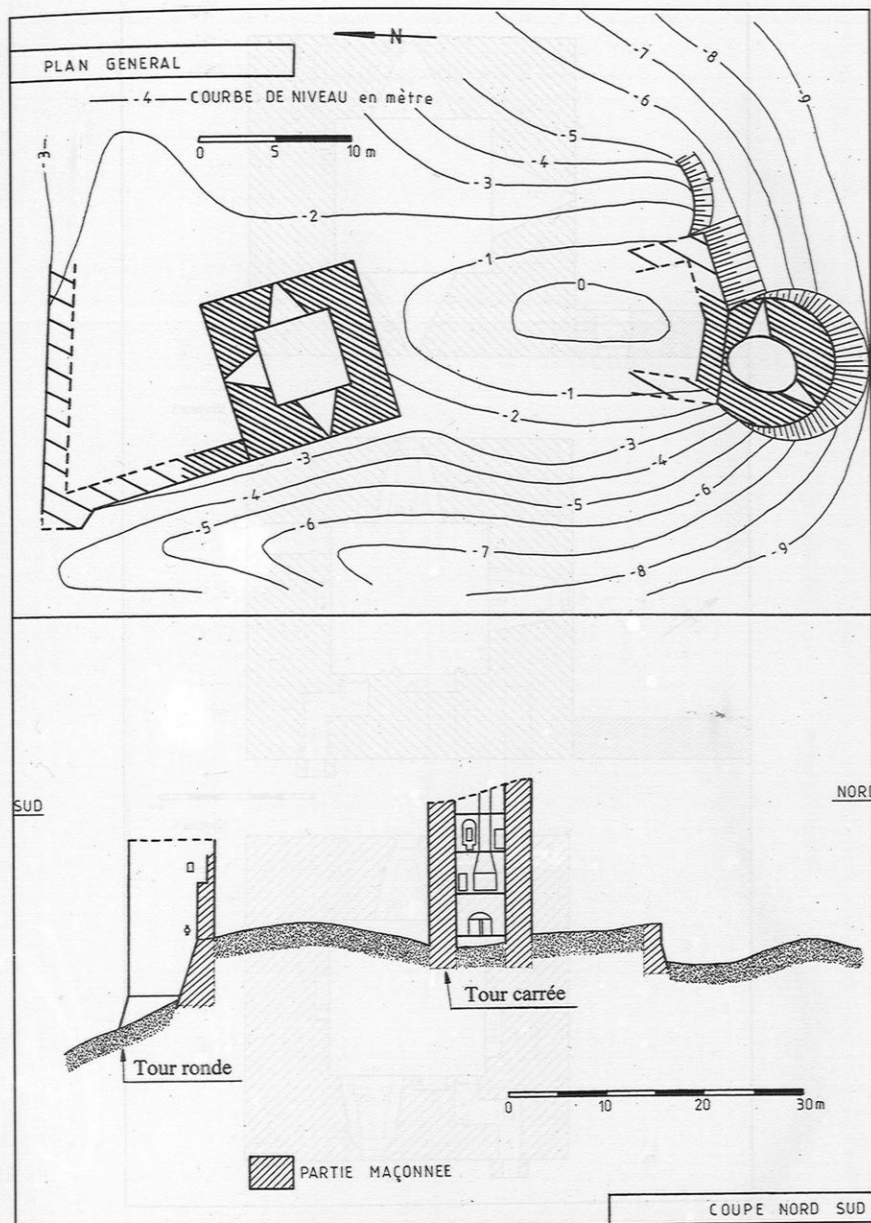 N
PLAN GENERAL
-4 COURBE DE NIVEAU en mètre
0 5 10 m
-3
-2
-1
0
-1
-2
-3
-4
-5
-6
-7
-8
-9
-3
-4
-5
-6
-7
-3
-4
-5
-6
-7
-8
-9
SUD
NORD
Tour carrée
Tour ronde
0 10 20 30m
PARTIE MAÇONNEE
COUPE NORD SUD